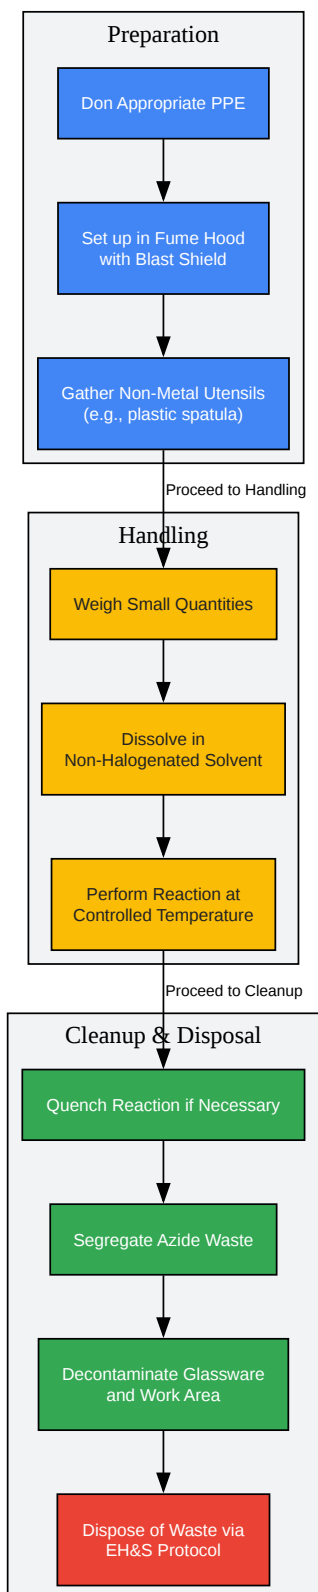 Preparation
Don Appropriate PPE
Set up in Fume Hood
with Blast Shield
Gather Non-Metal Utensils
(e.g., plastic spatula)
Proceed to Handling
Handling
Weigh Small Quantities
Dissolve in
Non-Halogenated Solvent
Perform Reaction at
Controlled Temperature
Proceed to Cleanup
Cleanup & Disposal
Quench Reaction if Necessary
Segregate Azide Waste
Decontaminate Glassware
and Work Area
Dispose of Waste via
EH&S Protocol